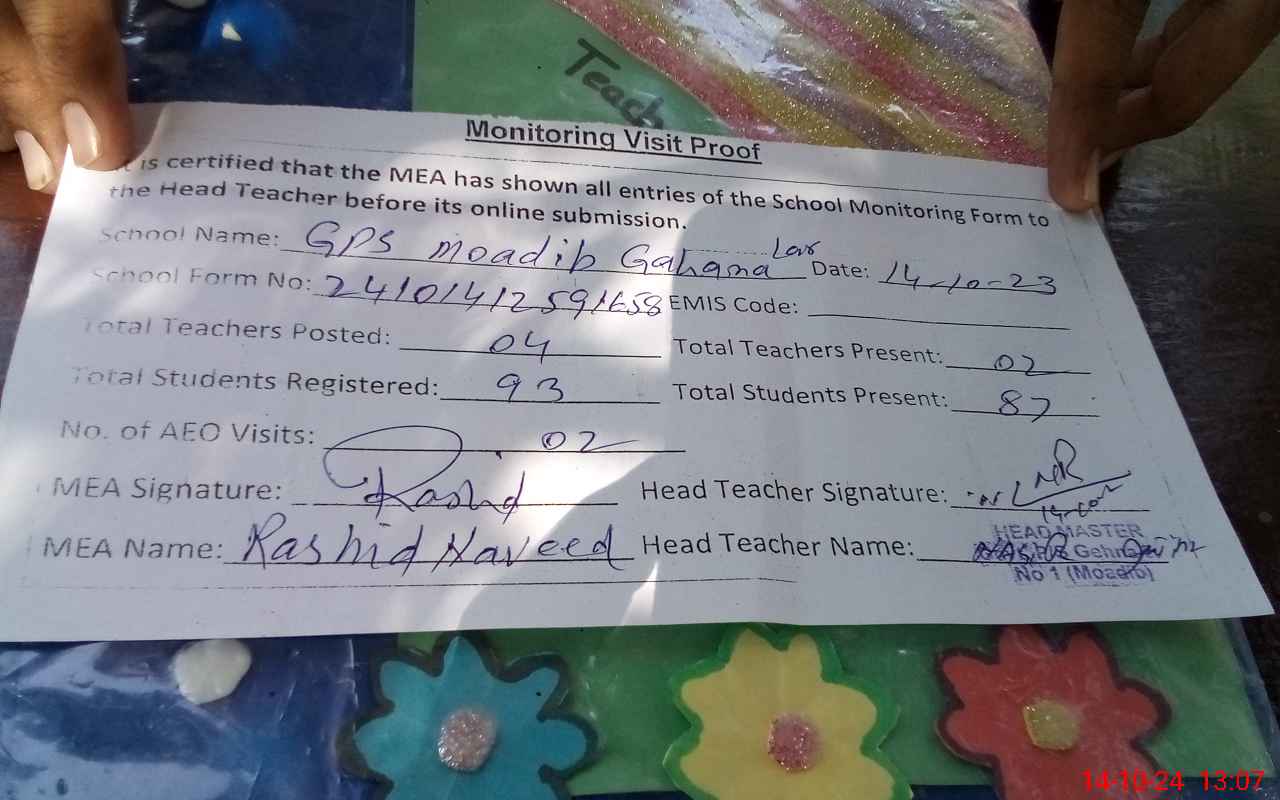 Teach
Monitoring Visit Proof
It is certified that the MEA has shown all entries of the School Monitoring Form to
the Head Teacher before its online submission.
School Name: GPS Moadib Gahana Lar Date: 14-10-23
School Form No: 24101412591658 EMIS Code:
Total Teachers Posted: 04 Total Teachers Present: 02
Total Students Registered: 93 Total Students Present: 87
No. of AEO Visits: 02
MEA Signature: Rashid Head Teacher Signature:
MEA Name: Rashid Naveed Head Teacher Name:
HEAD MASTER
No 1 (Moadib)
14-10-24 13:07